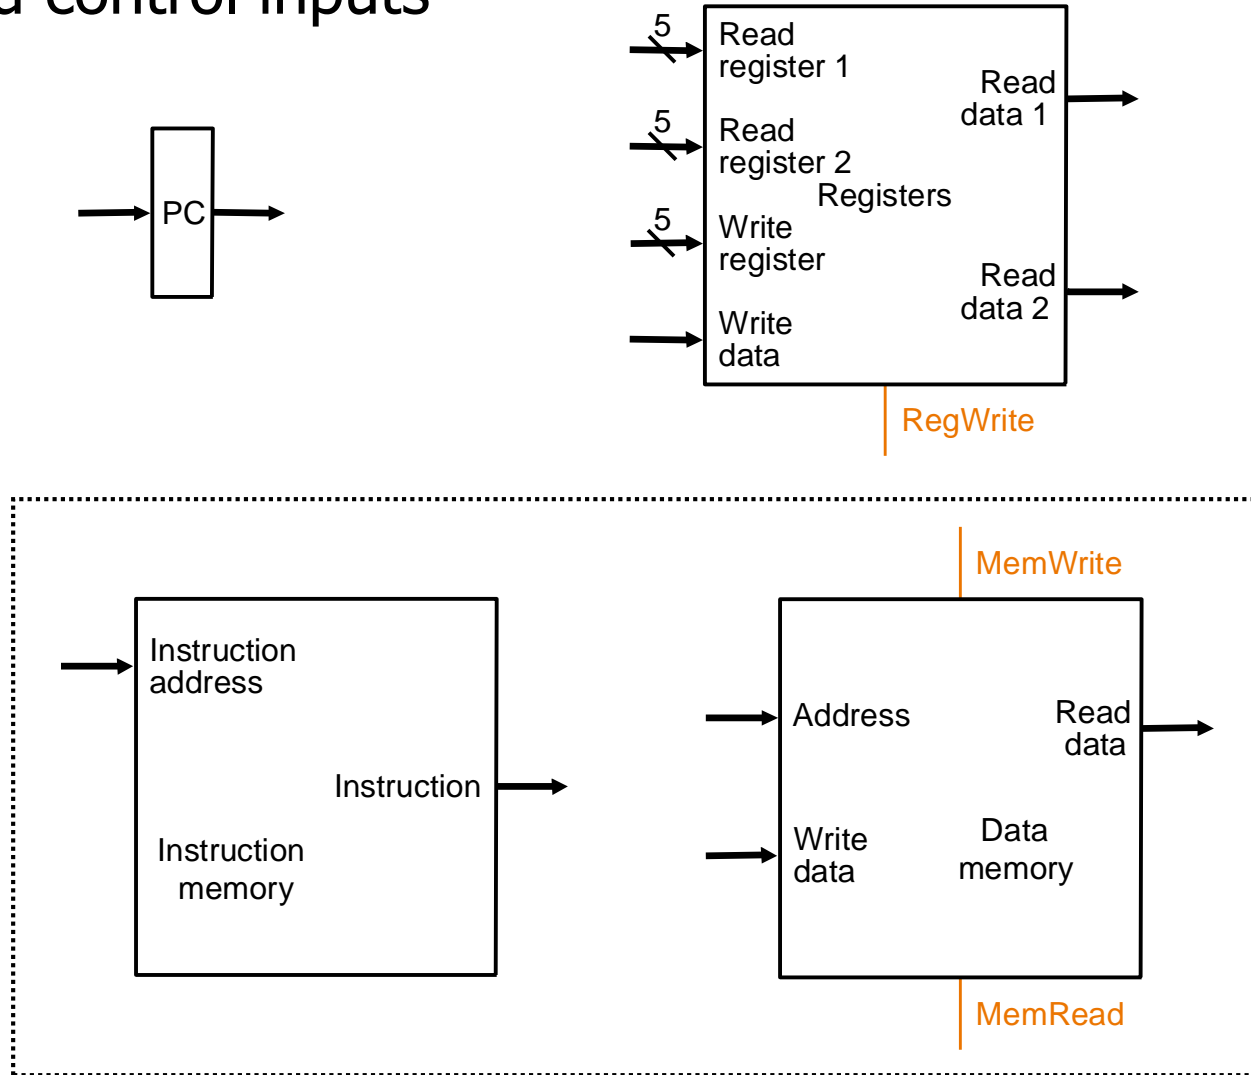 control inputs
5
Read
register 1
5
Read
register 2
5
Write
register
Write
data
Registers
Read
data 1
Read
data 2
RegWrite
PC
Instruction
address
Instruction
Instruction
memory
MemWrite
Address
Write
data
Read
data
Data
memory
MemRead